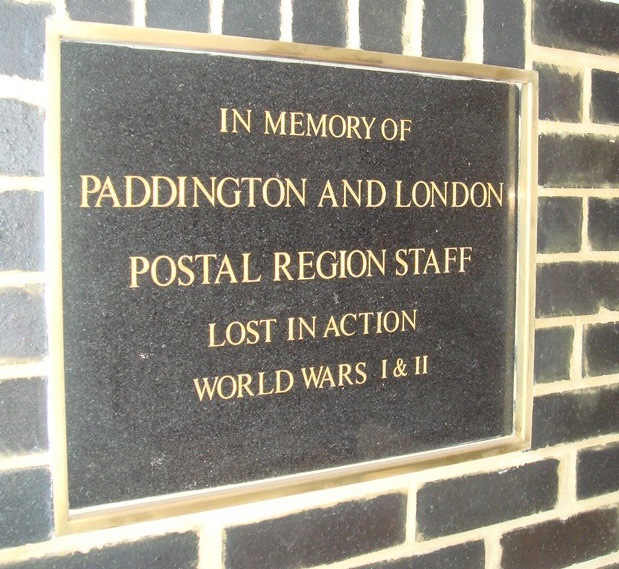 IN MEMORY OF
PADDINGTON AND LONDON
POSTAL REGION STAFF
LOST IN ACTION
WORLD WARS I & II